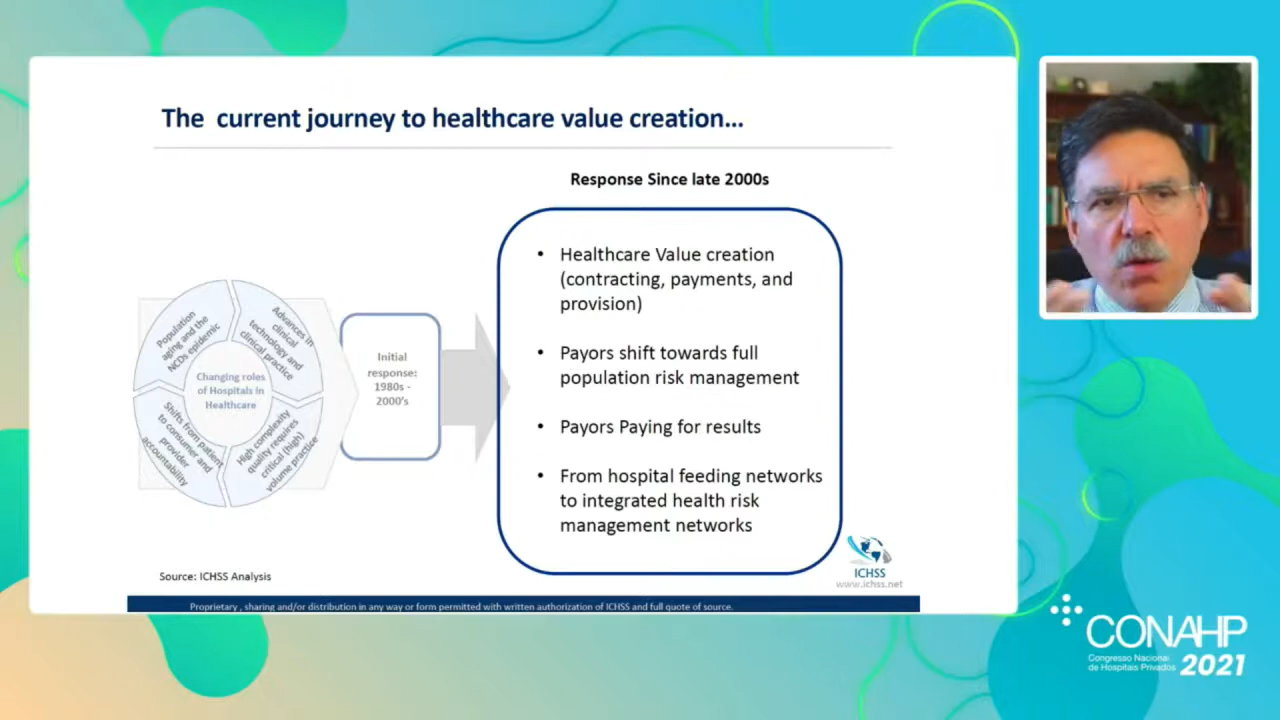 The current journey to healthcare value creation...
Response Since late 2000s
• Healthcare Value creation
(contracting, payments, and
provision)
• Payors shift towards full
population risk management
• Payors Paying for results
• From hospital feeding networks
to integrated health risk
management networks
Population
aging and the
NCDs epidemic
Advances in
clinical
technology and
clinical practice
Changing roles
of Hospitals in
Healthcare
Shifts from patient
to consumer and
provider
accountability
High complexity
quality requires
critical (high)
volume practice
Initial
response:
1980s -
2000's
ICHSS
www.ichss.net
Source: ICHSS Analysis
Proprietary , sharing and/or distribution in any way or form permitted with written authorization of ICHSS and full quote of source.
CONAHP
Congresso Nacional
de Hospitais Privados
2021